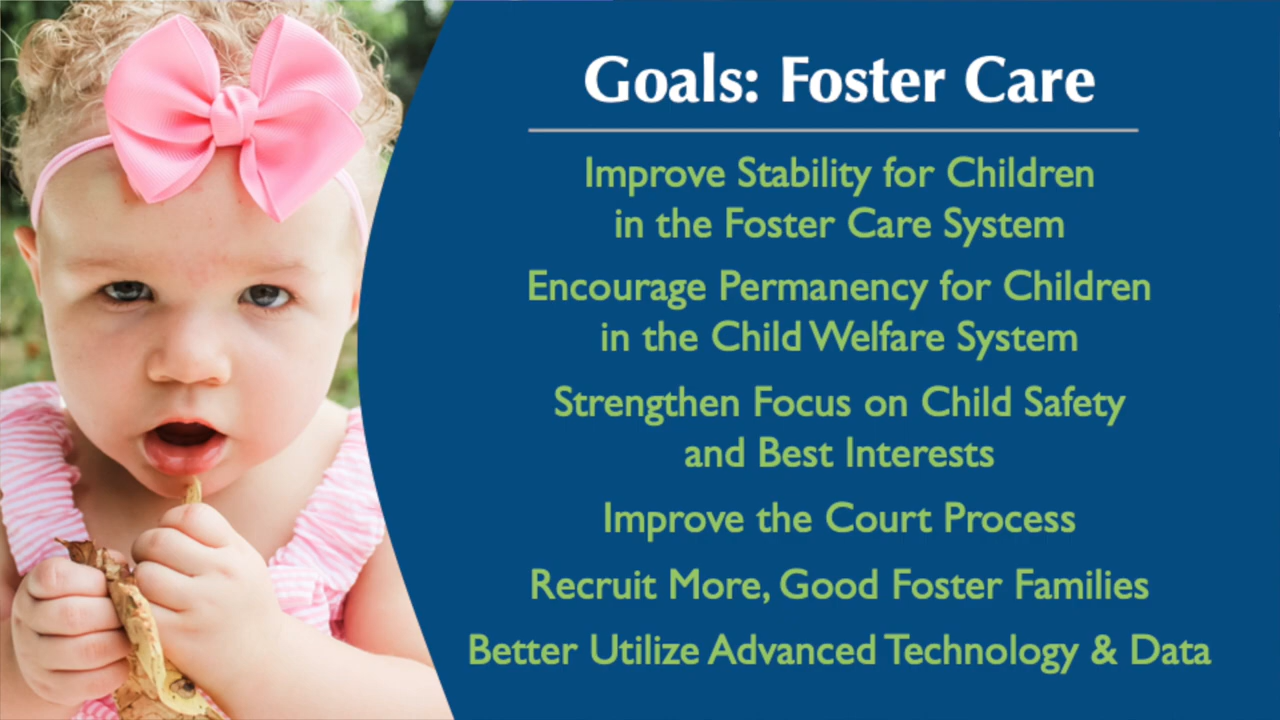 Goals: Foster Care
Improve Stability for Children
in the Foster Care System
Encourage Permanency for Children
in the Child Welfare System
Strengthen Focus on Child Safety
and Best Interests
Improve the Court Process
Recruit More, Good Foster Families
Better Utilize Advanced Technology & Data